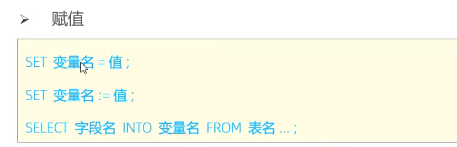 ➢ 赋值
SET 变量名 = 值 ;
SET 变量名 := 值 ;
SELECT 字段名 INTO 变量名 FROM 表名 ... ;